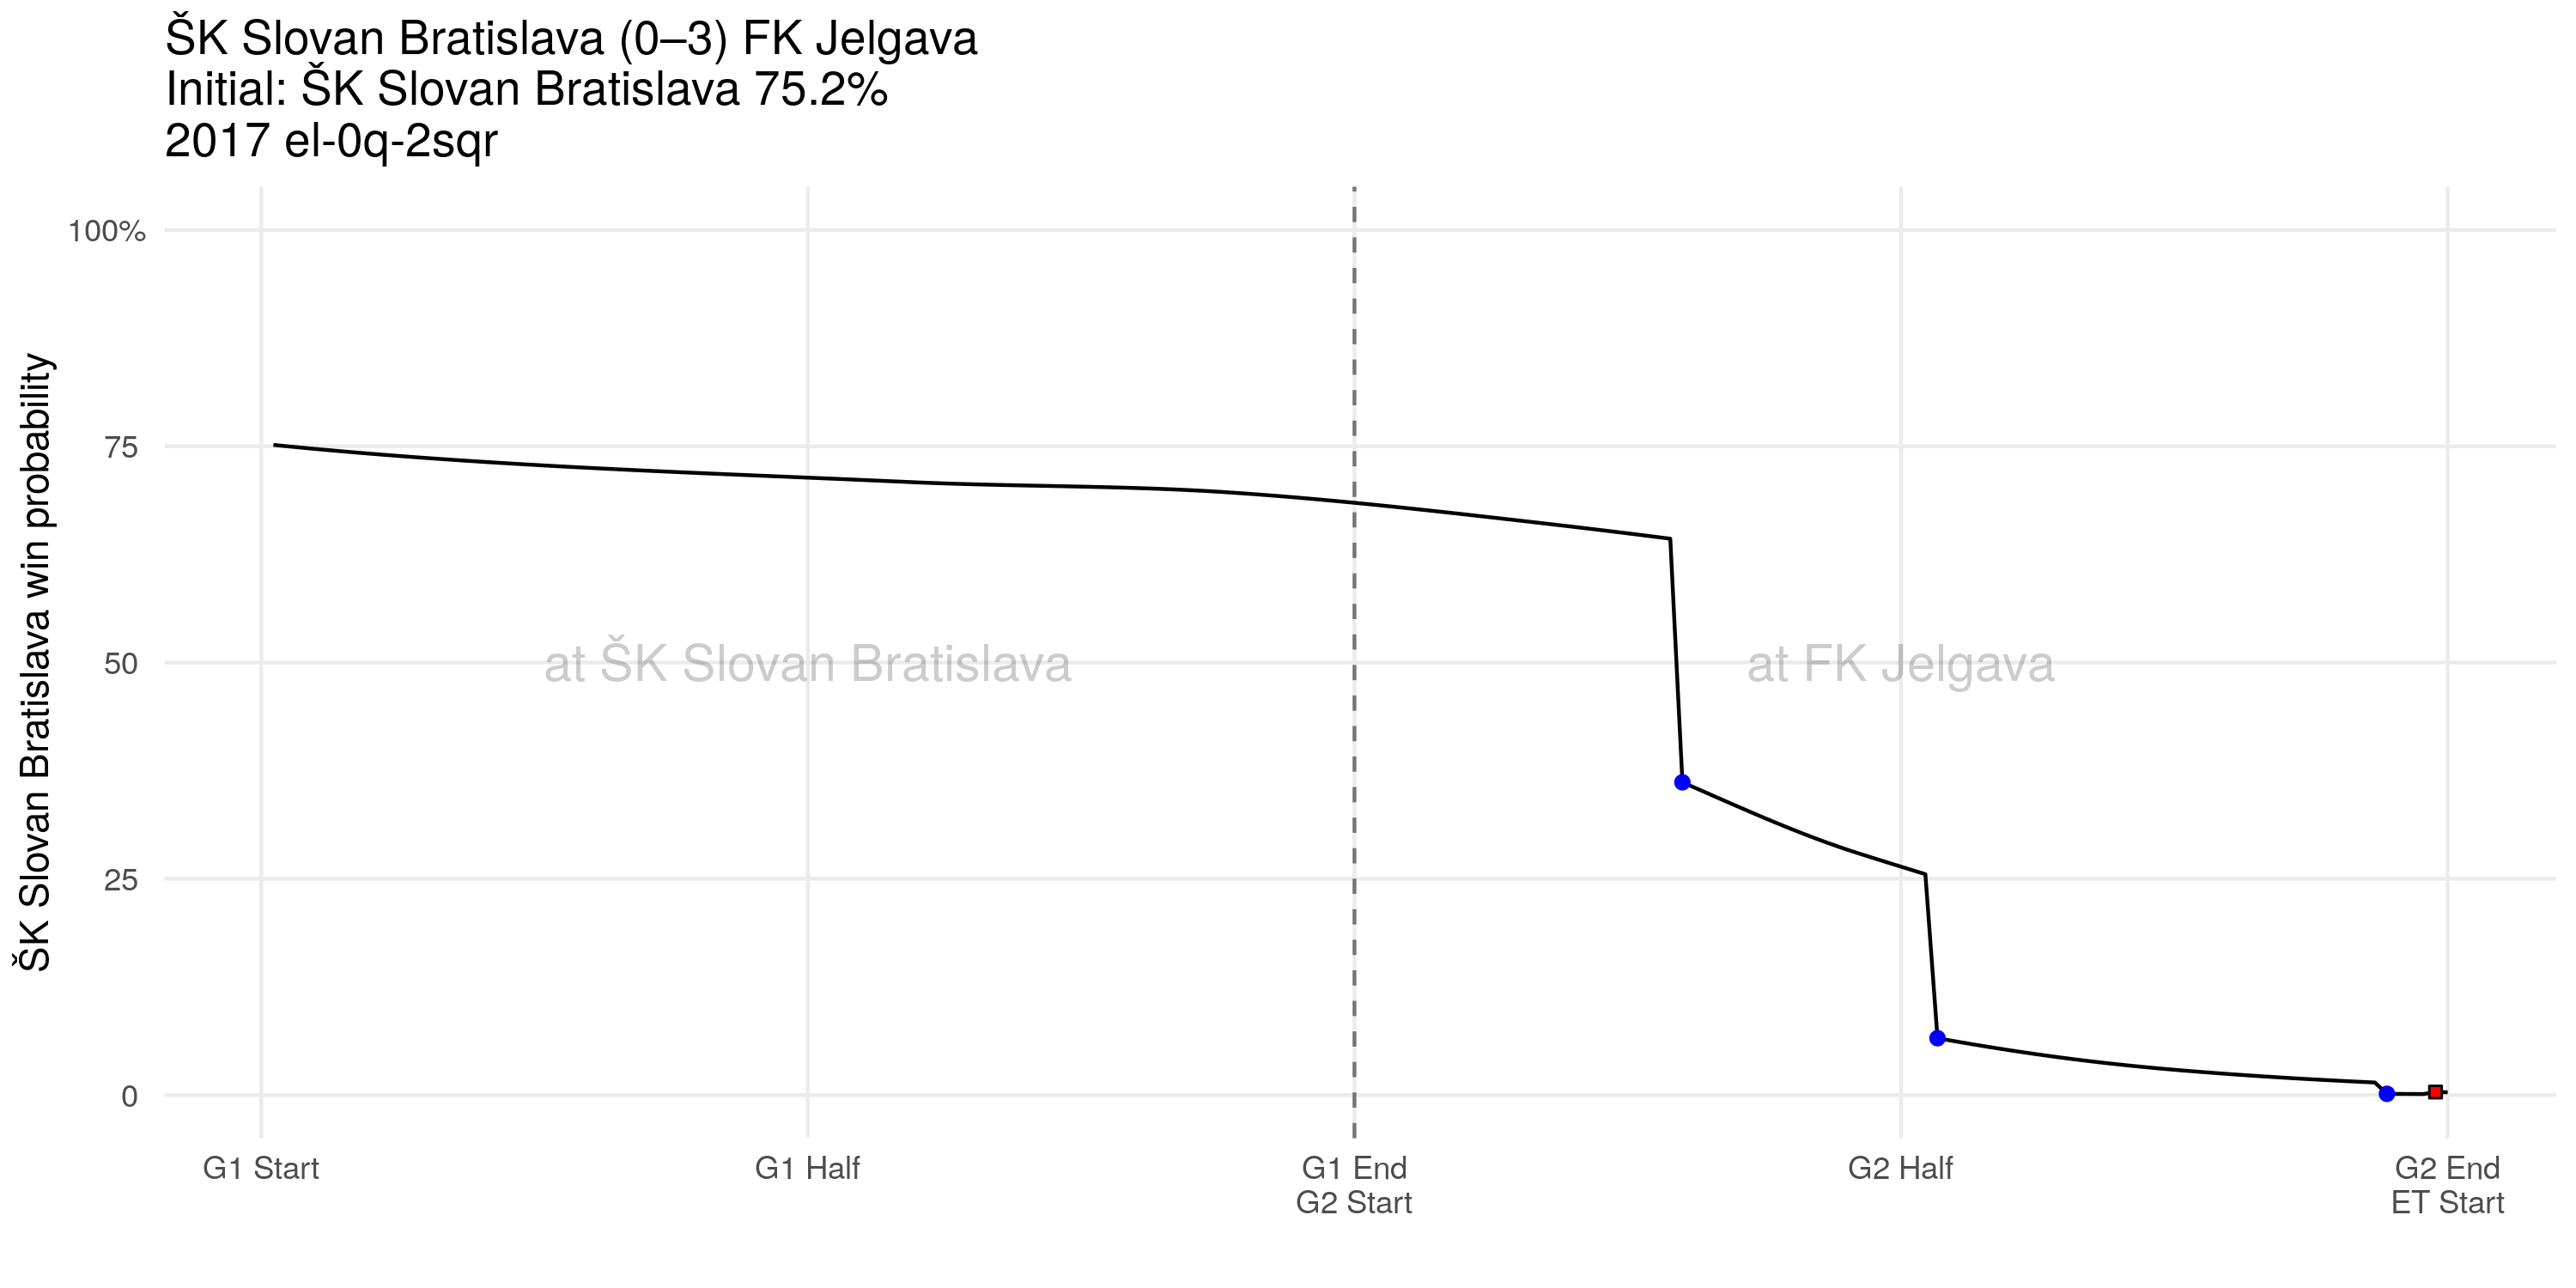 ŠK Slovan Bratislava (0–3) FK Jelgava
Initial: ŠK Slovan Bratislava 75.2%
2017 el-0q-2sqr
ŠK Slovan Bratislava win probability
100%
75
50
25
0
at ŠK Slovan Bratislava
at FK Jelgava
G1 Start
G1 Half
G1 End
G2 Start
G2 Half
G2 End
ET Start